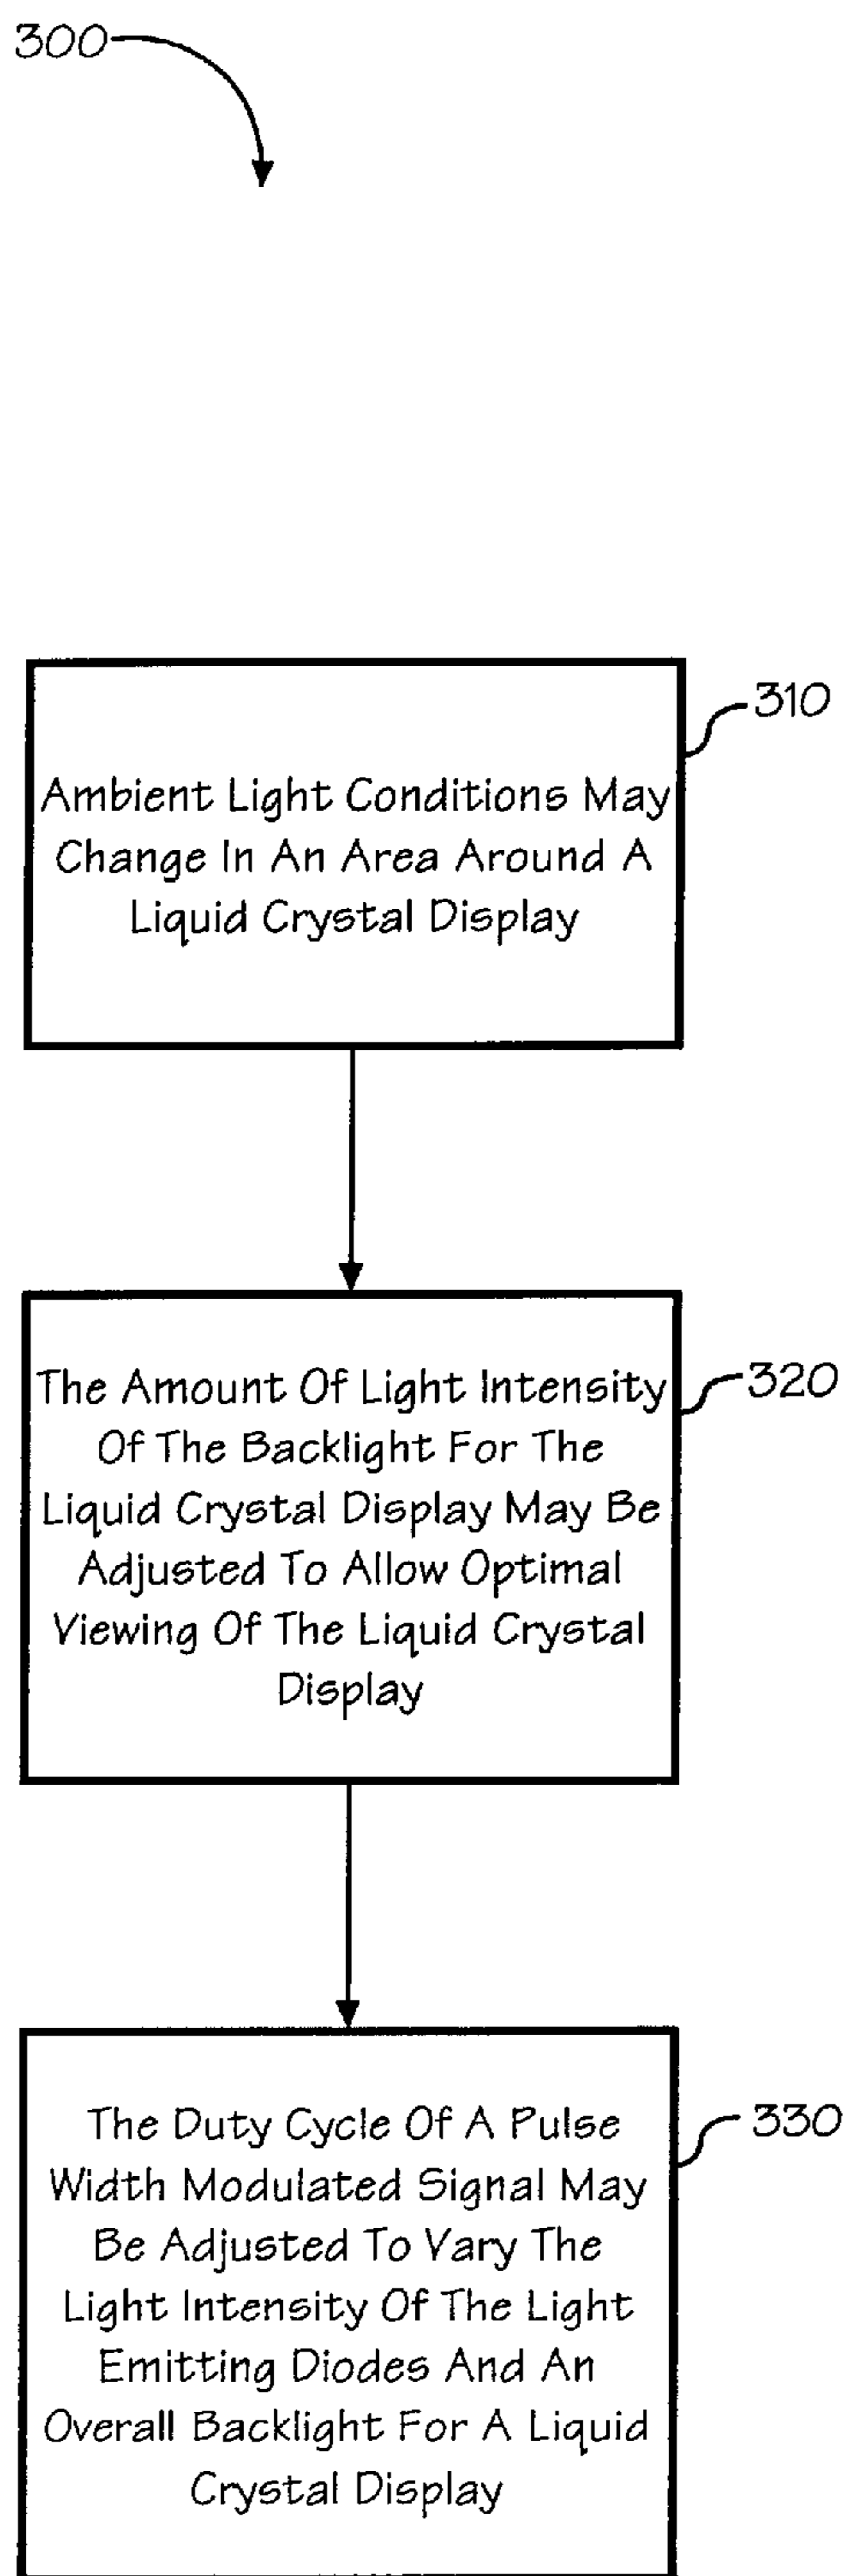 300
310
Ambient Light Conditions May
Change In An Area Around A
Liquid Crystal Display
320
The Amount Of Light Intensity
Of The Backlight For The
Liquid Crystal Display May Be
Adjusted To Allow Optimal
Viewing Of The Liquid Crystal
Display
330
The Duty Cycle Of A Pulse
Width Modulated Signal May
Be Adjusted To Vary The
Light Intensity Of The Light
Emitting Diodes And An
Overall Backlight For A Liquid
Crystal Display